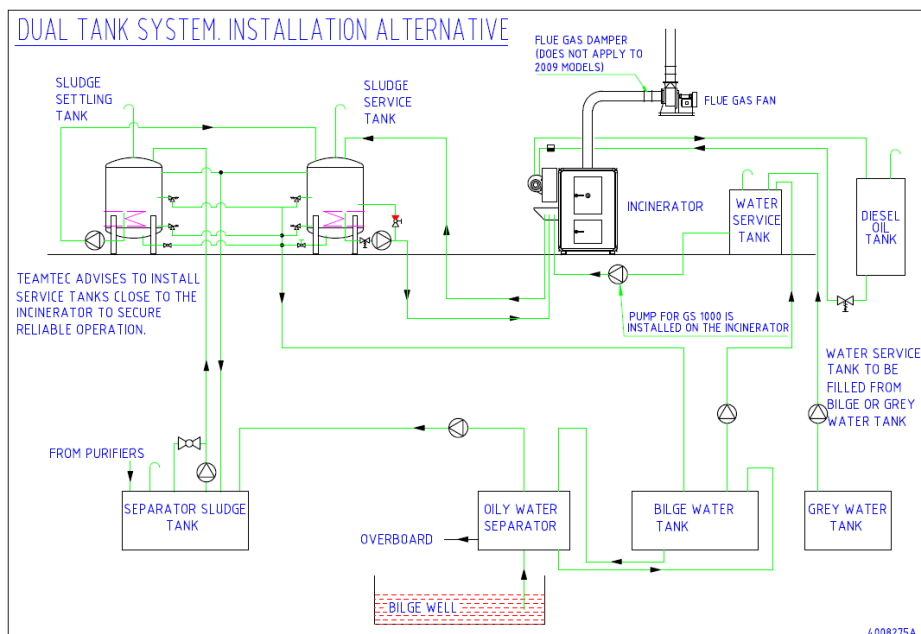 DUAL TANK SYSTEM. INSTALLATION ALTERNATIVE
FLUE GAS DAMPER
(DOES NOT APPLY TO
2009 MODELS)
FLUE GAS FAN
SLUDGE
SETTLING
TANK
SLUDGE
SERVICE
TANK
INCINERATOR
WATER
SERVICE
TANK
DIESEL
OIL
TANK
TEAMTEC ADVISES TO INSTALL
SERVICE TANKS CLOSE TO THE
INCINERATOR TO SECURE
RELIABLE OPERATION.
PUMP FOR GS 1000 IS
INSTALLED ON THE INCINERATOR
WATER SERVICE
TANK TO BE
FILLED FROM
BILGE OR GREY
WATER TANK
FROM PURIFIERS
SEPARATOR SLUDGE
TANK
OILY WATER
SEPARATOR
BILGE WATER
TANK
GREY WATER
TANK
OVERBOARD
BILGE WELL
4008275A